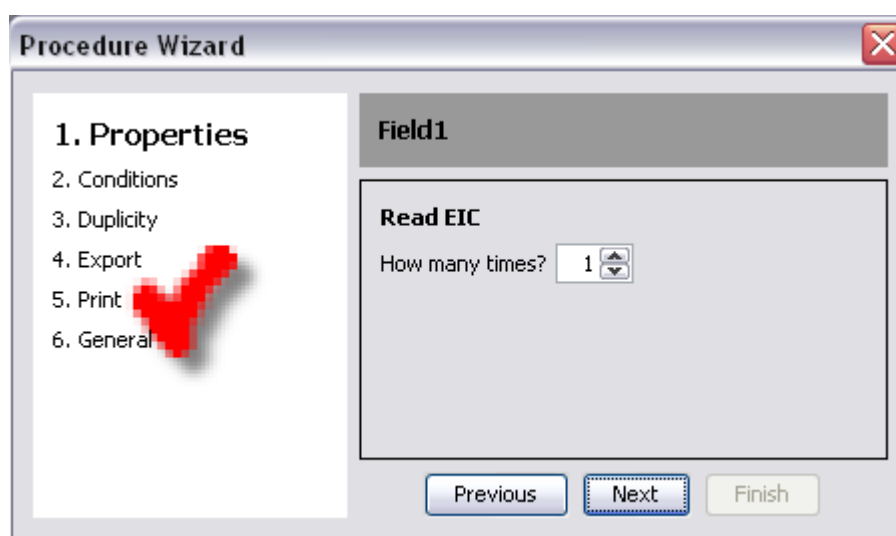 Procedure Wizard
1. Properties
2. Conditions
3. Duplicity
4. Export
5. Print
6. General
Field1
Read EIC
How many times? 1
Previous Next Finish